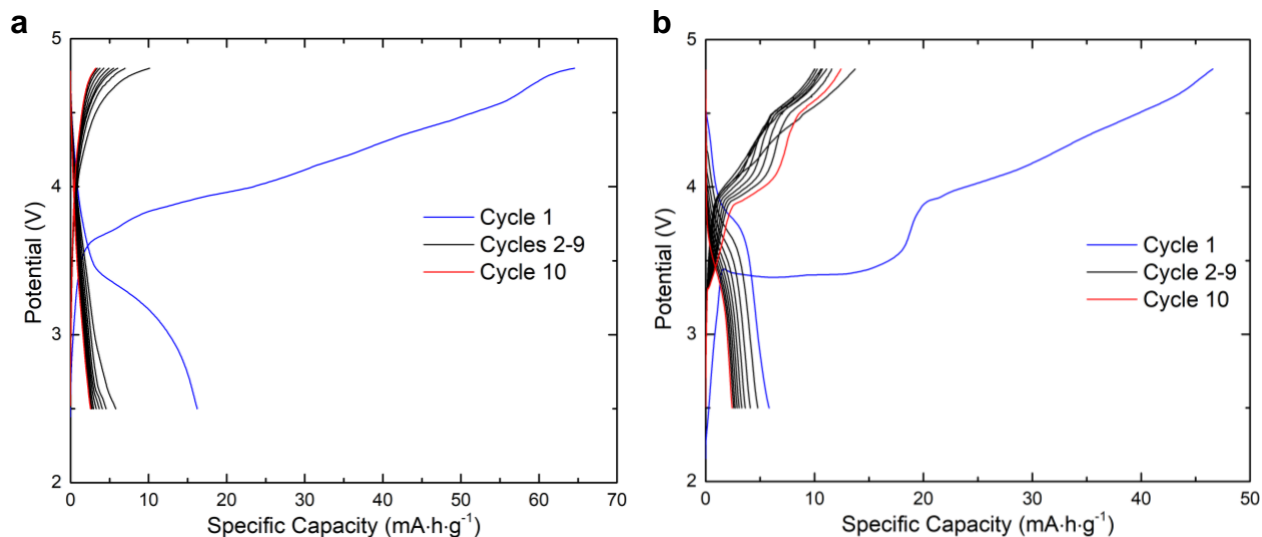 a
5
4
3
2
Potential (V)
0
10
20
30
40
50
60
70
Specific Capacity (mA·h·g⁻¹)
Cycle 1
Cycles 2-9
Cycle 10
b
5
4
3
2
Potential (V)
0
10
20
30
40
50
Specific Capacity (mA·h·g⁻¹)
Cycle 1
Cycle 2-9
Cycle 10